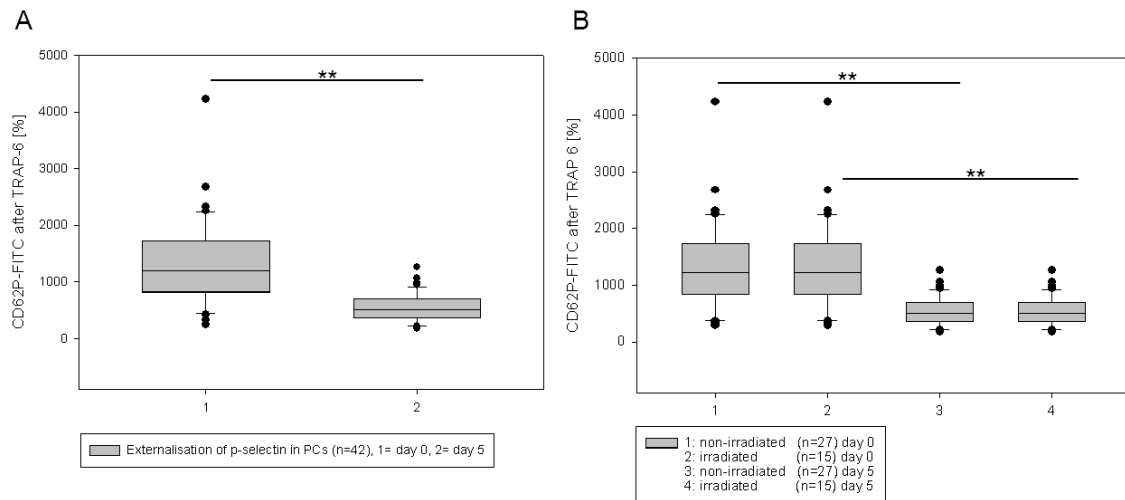 A
CD62P-FITC after TRAP-6 [%]
5000
4000
3000
2000
1000
0
**
1
2
Externalisation of p-selectin in PCs (n=42), 1= day 0, 2= day 5
B
CD62P-FITC after TRAP 6 [%]
5000
4000
3000
2000
1000
0
**
**
1
2
3
4
1: non-irradiated (n=27) day 0
2: irradiated (n=15) day 0
3: non-irradiated (n=27) day 5
4: irradiated (n=15) day 5